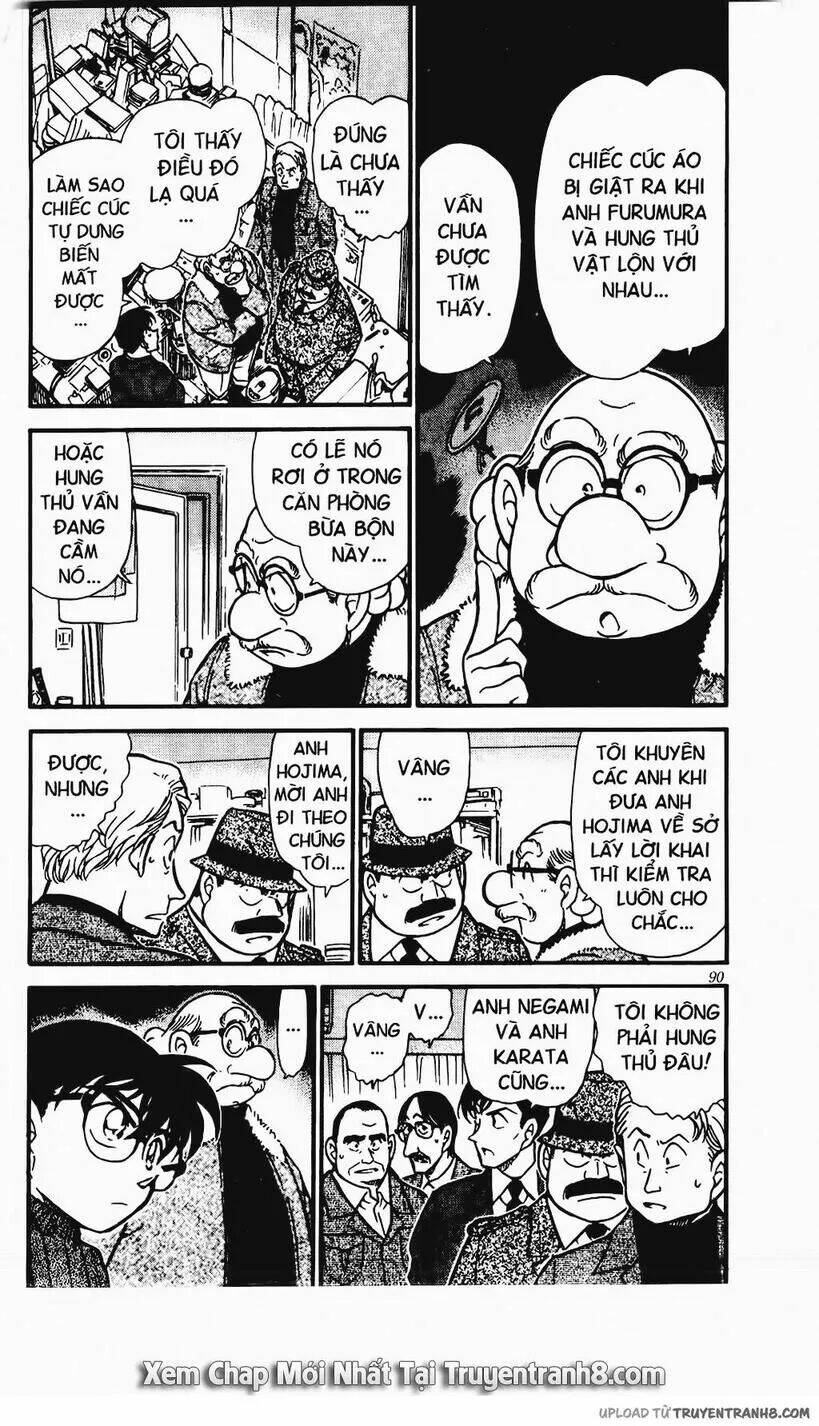 CHIẾC CÚC ÁO
BỊ GIẬT RA KHI
ANH FURUMURA
VÀ HUNG THỦ
VẬT LỘN VỚI
NHAU...
VẪN
CHƯA
ĐƯỢC
TÌM
THẤY.
ĐÚNG
LÀ CHƯA
THẤY
...
TÔI THẤY
ĐIỀU ĐÓ
LẠ QUÁ
...
LÀM SAO
CHIẾC CÚC
TỰ DƯNG
BIẾN
MẤT
ĐƯỢC
...
CÓ LẼ NÓ
RƠI Ở TRONG
CĂN PHÒNG
BỪA BỘN
NÀY...
HOẶC
HUNG
THỦ VẪN
ĐANG
CẦM
NÓ...
TÔI KHUYÊN
CÁC ANH KHI
ĐƯA ANH
HOJIMA VỀ SỞ
LẤY LỜI KHAI
THÌ KIỂM TRA
LUÔN CHO
CHẮC...
VÂNG
...
ANH
HOJIMA,
MỜI ANH
ĐI THEO
CHÚNG
TÔI...
ĐƯỢC,
NHƯNG
...
90
TÔI KHÔNG
PHẢI HUNG
THỦ ĐÂU!
ANH NEGAMI
VÀ ANH
KARATA
CŨNG...
V...
VÂNG
...
...
Xem Chap Mới Nhất Tại Truyentranh8.com
UPLOAD TỪ TRUYENTRANH8.COM